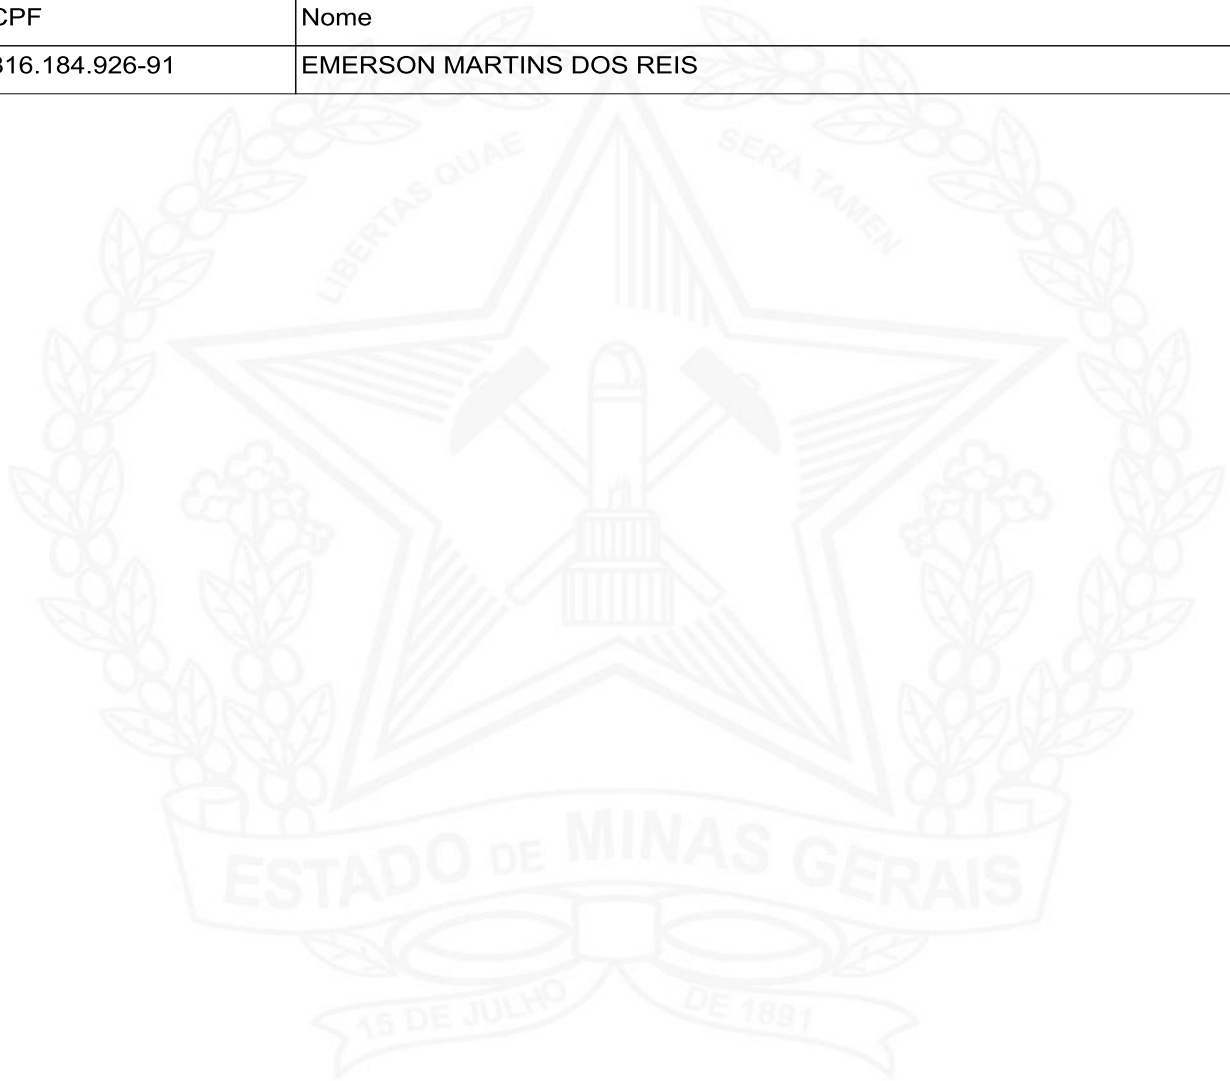 CPF Nome
816.184.926-91 EMERSON MARTINS DOS REIS
LIBERTAS QUAE SERA TAMEN
ESTADO DE MINAS GERAIS
15 DE JULHO DE 1891